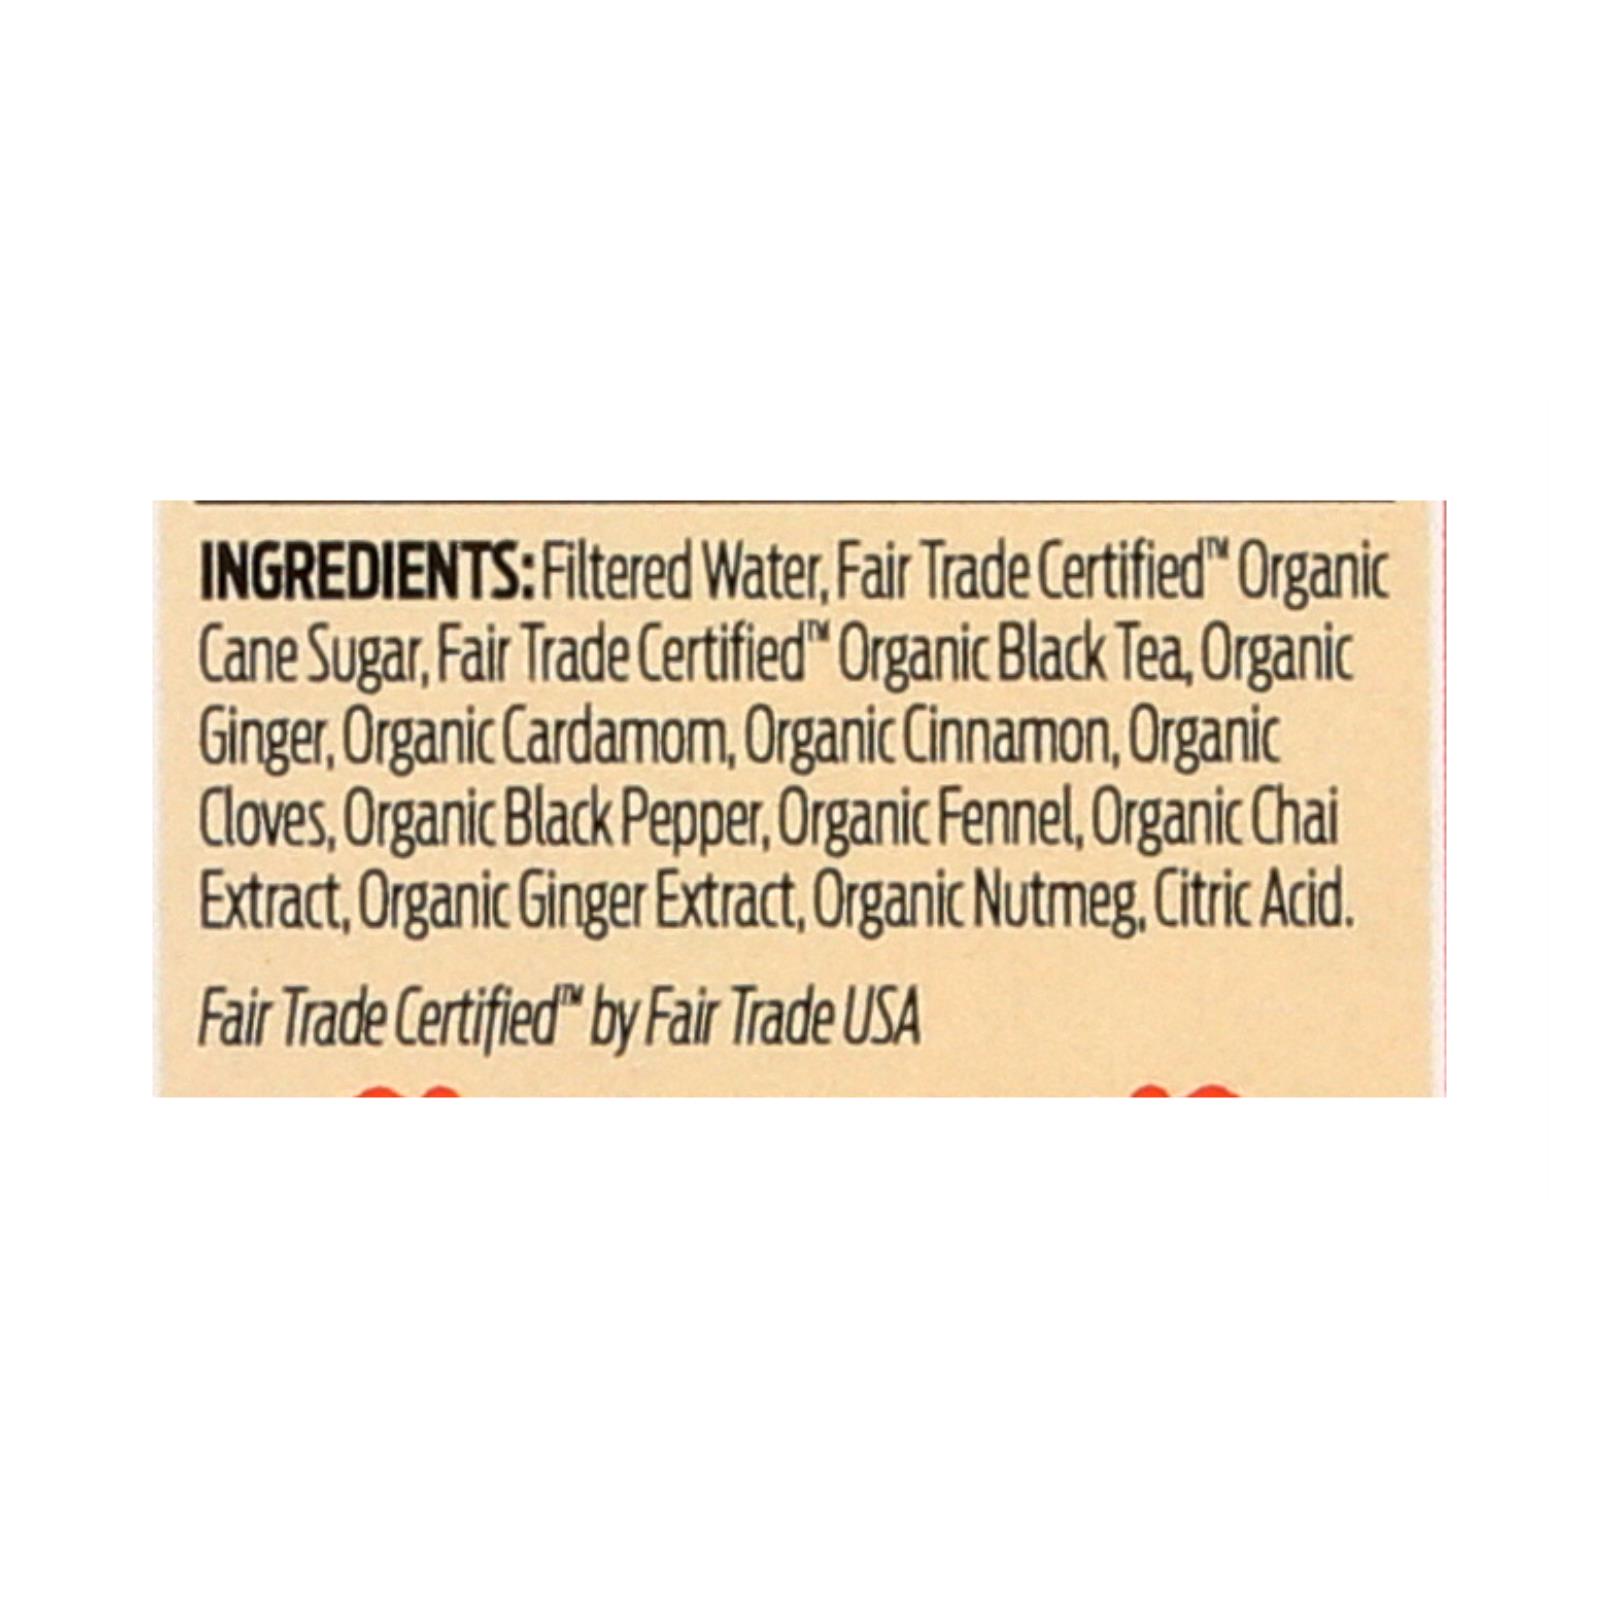 INGREDIENTS: Filtered Water, Fair Trade Certified™ Organic
Cane Sugar, Fair Trade Certified™ Organic Black Tea, Organic
Ginger, Organic Cardamom, Organic Cinnamon, Organic
Cloves, Organic Black Pepper, Organic Fennel, Organic Chai
Extract, Organic Ginger Extract, Organic Nutmeg, Citric Acid.
Fair Trade Certified™ by Fair Trade USA